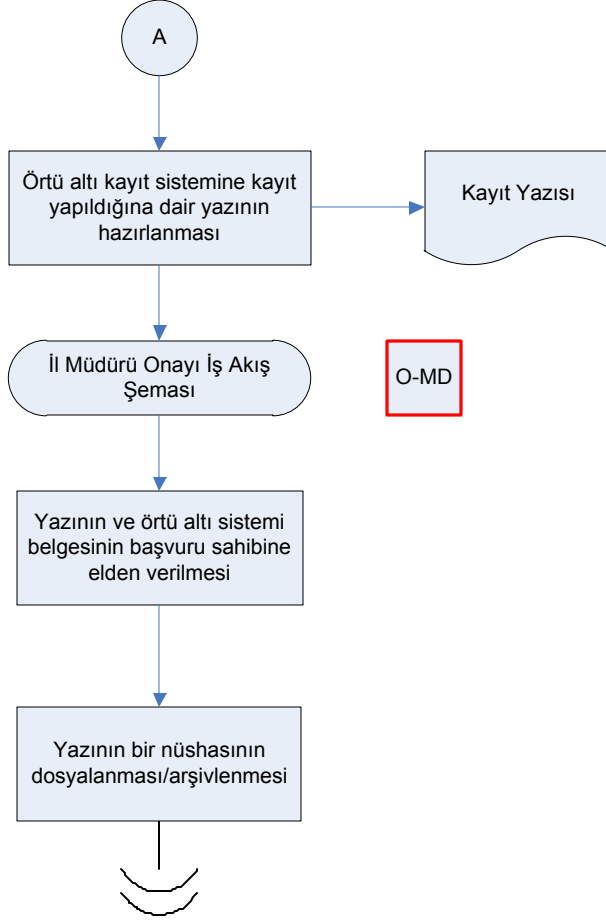 A
Örtü altı kayıt sistemine kayıt
yapıldığına dair yazının
hazırlanması
Kayıt Yazısı
İl Müdürü Onayı İş Akış
Şeması
O-MD
Yazının ve örtü altı sistemi
belgesinin başvuru sahibine
elden verilmesi
Yazının bir nüshasının
dosyalanması/arşivlenmesi